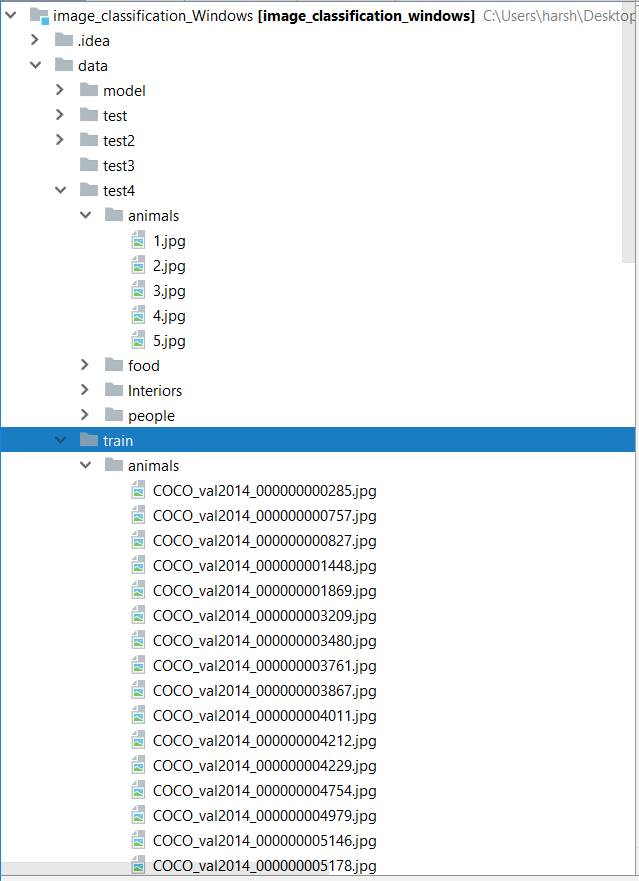 image_classification_Windows [image_classification_windows] C:\Users\harsh\Desktop
.idea
data
model
test
test2
test3
test4
animals
1.jpg
2.jpg
3.jpg
4.jpg
5.jpg
food
Interiors
people
train
animals
COCO_val2014_000000000285.jpg
COCO_val2014_000000000757.jpg
COCO_val2014_000000000827.jpg
COCO_val2014_000000001448.jpg
COCO_val2014_000000001869.jpg
COCO_val2014_000000003209.jpg
COCO_val2014_000000003480.jpg
COCO_val2014_000000003761.jpg
COCO_val2014_000000003867.jpg
COCO_val2014_000000004011.jpg
COCO_val2014_000000004212.jpg
COCO_val2014_000000004229.jpg
COCO_val2014_000000004754.jpg
COCO_val2014_000000004979.jpg
COCO_val2014_000000005146.jpg
COCO_val2014_000000005178.jpg